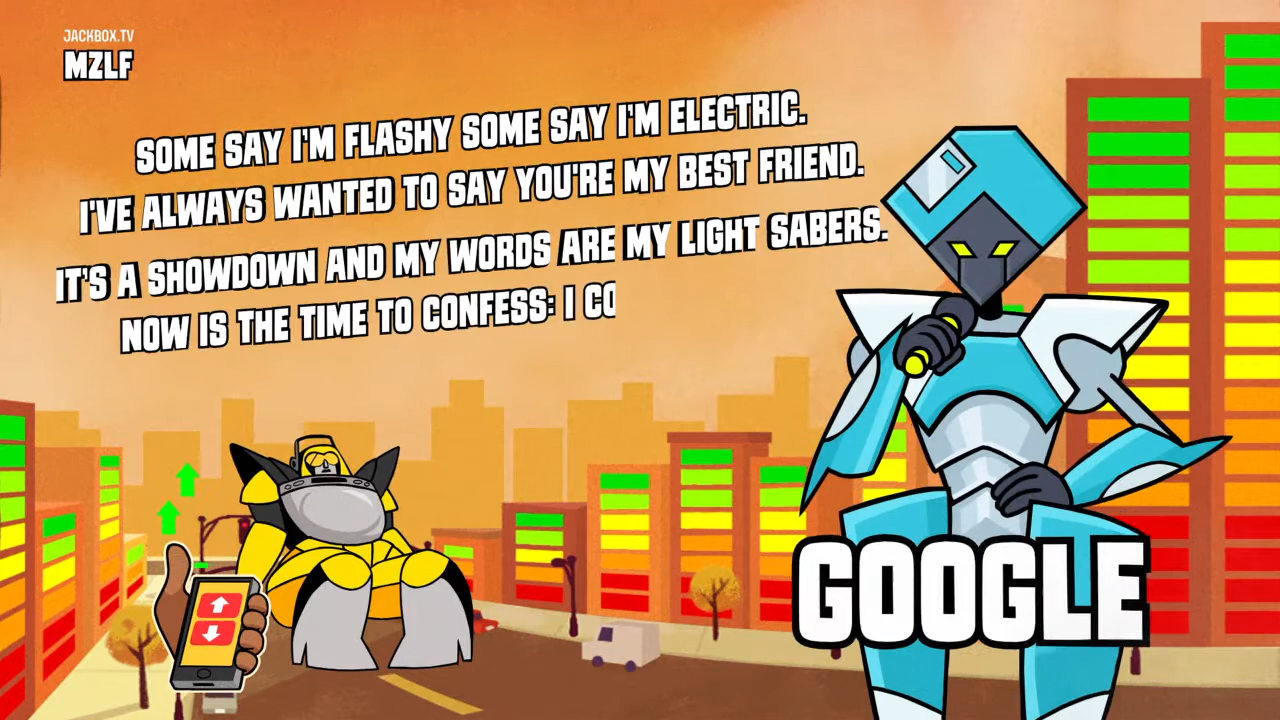 JACKBOX.TV
MZLF
SOME SAY I'M FLASHY SOME SAY I'M ELECTRIC.
I'VE ALWAYS WANTED TO SAY YOU'RE MY BEST FRIEND.
IT'S A SHOWDOWN AND MY WORDS ARE MY LIGHT SABERS.
NOW IS THE TIME TO CONFESS: I CO
GOOGLE